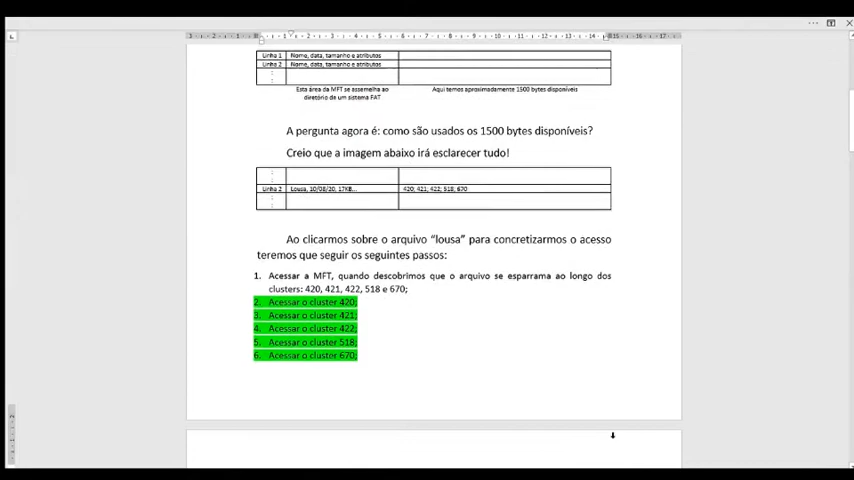 Linha 1 Nome, data, tamanho e atributos
Linha 2 Nome, data, tamanho e atributos
Esta área da MFT se assemelha ao
diretório de um sistema FAT
Aqui temos aproximadamente 1500 bytes disponíveis
A pergunta agora é: como são usados os 1500 bytes disponíveis?
Creio que a imagem abaixo irá esclarecer tudo!
Linha 2 Lousa, 10/08/20, 17KB... 420; 421; 422; 518; 670
Ao clicarmos sobre o arquivo “lousa” para concretizarmos o acesso
teremos que seguir os seguintes passos:
1. Acessar a MFT, quando descobrimos que o arquivo se esparrama ao longo dos
clusters: 420, 421, 422, 518 e 670;
2. Acessar o cluster 420;
3. Acessar o cluster 421;
4. Acessar o cluster 422;
5. Acessar o cluster 518;
6. Acessar o cluster 670;